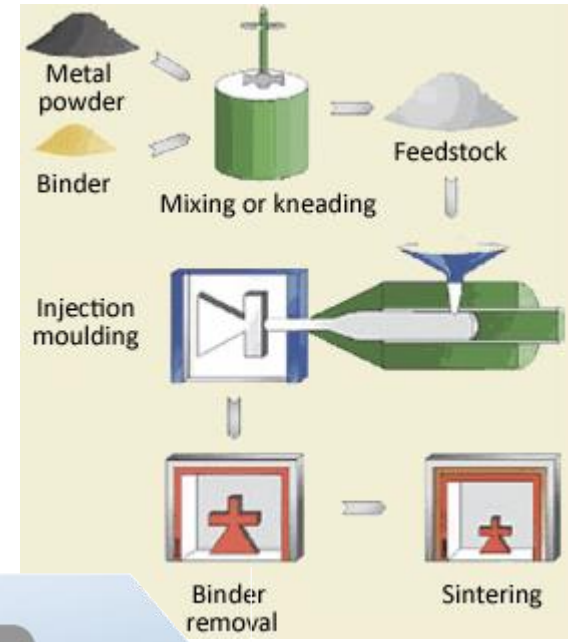 Metal
powder
Binder
Mixing or kneading
Feedstock
Injection
moulding
Binder
removal
Sintering